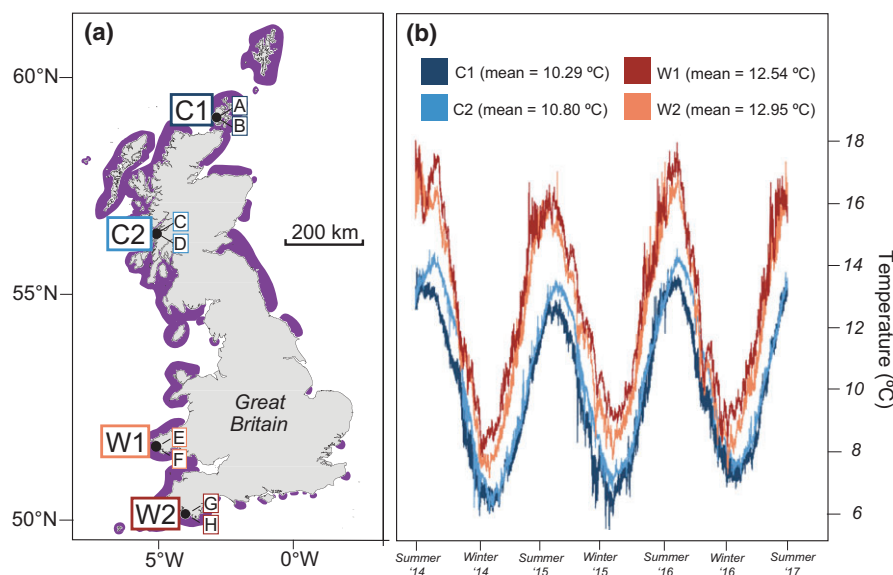 (a)
60°N
55°N
50°N
5°W
0°W
C1
A
B
C2
C
D
200 km
W1
E
F
W2
G
H
Great
Britain
(b)
C1 (mean = 10.29 ºC)
W1 (mean = 12.54 ºC)
C2 (mean = 10.80 ºC)
W2 (mean = 12.95 ºC)
18
16
14
13
12
10
8
6
Temperature (ºC)
Summer '14
Winter '14
Summer '15
Winter '15
Summer '16
Winter '16
Summer '17